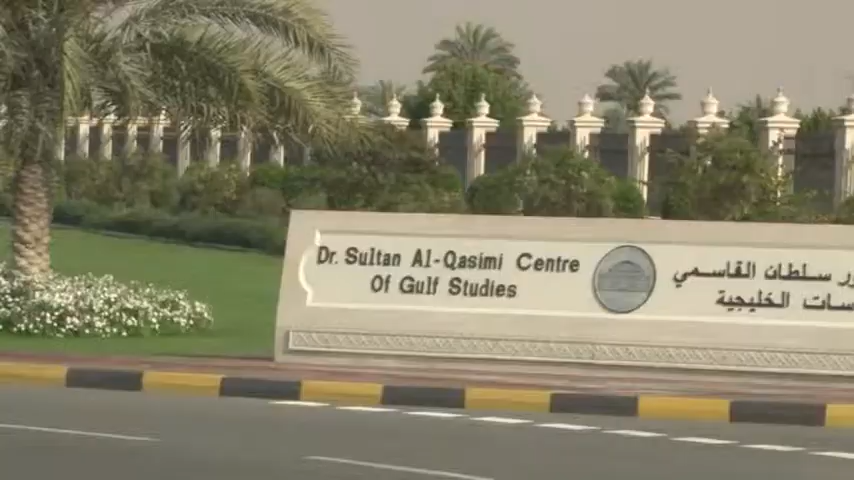 Dr. Sultan Al-Qasimi Centre
of Gulf Studies
سلطان القاسمي
الخليجية